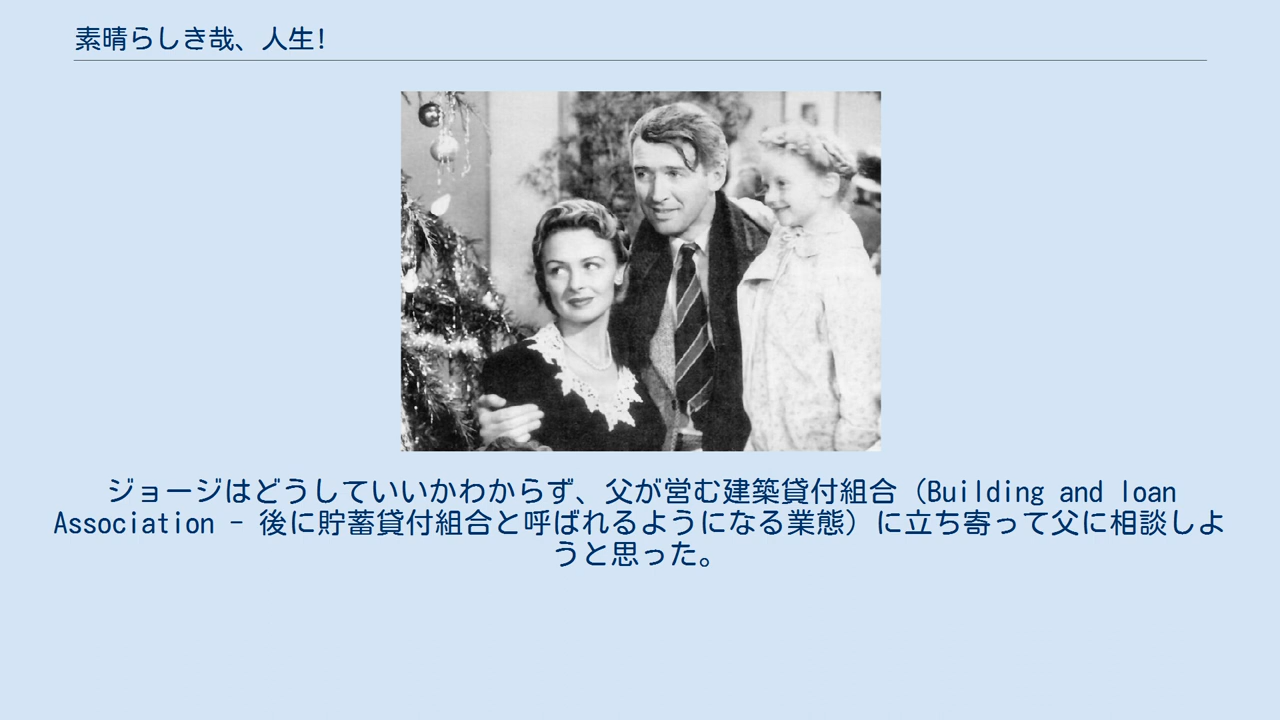 素晴らしき哉、人生!
ジョージはどうしていいかわからず、父が営む建築貸付組合（Building and loan
Association - 後に貯蓄貸付組合と呼ばれるようになる業態）に立ち寄って父に相談しよ
うと思った。